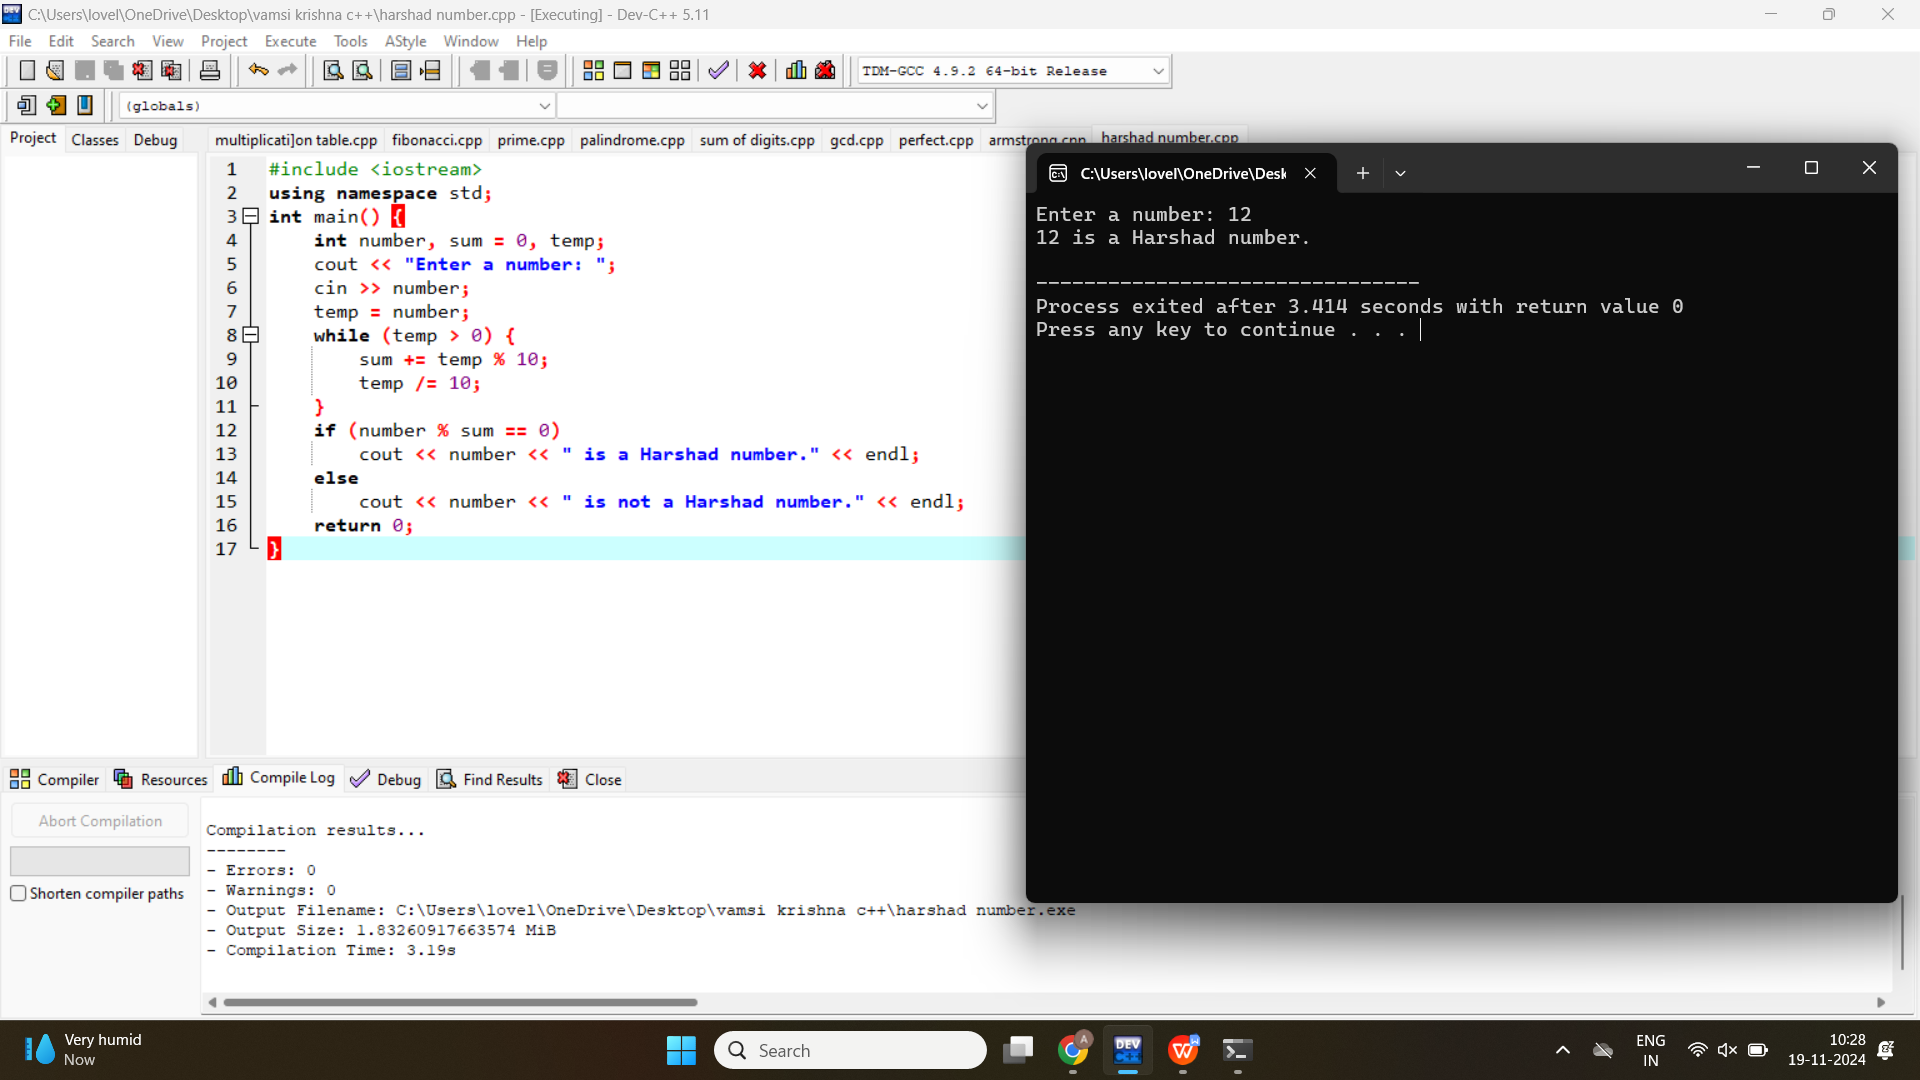 C:\Users\lovel\OneDrive\Desktop\vamsi krishna c++\harshad number.cpp - [Executing] - Dev-C++ 5.11
File Edit Search View Project Execute Tools AStyle Window Help
TDM-GCC 4.9.2 64-bit Release
(globals)
Project Classes Debug
multiplicati]on table.cpp fibonacci.cpp prime.cpp palindrome.cpp sum of digits.cpp gcd.cpp perfect.cpp armstrong.cpp harshad number.cpp
1 #include <iostream>
2 using namespace std;
3 int main() {
4 int number, sum = 0, temp;
5 cout << "Enter a number: ";
6 cin >> number;
7 temp = number;
8 while (temp > 0) {
9 sum += temp % 10;
10 temp /= 10;
11 }
12 if (number % sum == 0)
13 cout << number << " is a Harshad number." << endl;
14 else
15 cout << number << " is not a Harshad number." << endl;
16 return 0;
17 }
C:\Users\lovel\OneDrive\Desk
Enter a number: 12
12 is a Harshad number.
--------------------------------
Process exited after 3.414 seconds with return value 0
Press any key to continue . . .
Compiler Resources Compile Log Debug Find Results Close
Abort Compilation
Shorten compiler paths
Compilation results...
--------
- Errors: 0
- Warnings: 0
- Output Filename: C:\Users\lovel\OneDrive\Desktop\vamsi krishna c++\harshad number.exe
- Output Size: 1.83260917663574 MiB
- Compilation Time: 3.19s
Very humid
Now
Search
A
DEV
C++
W
ENG
IN
10:28
19-11-2024